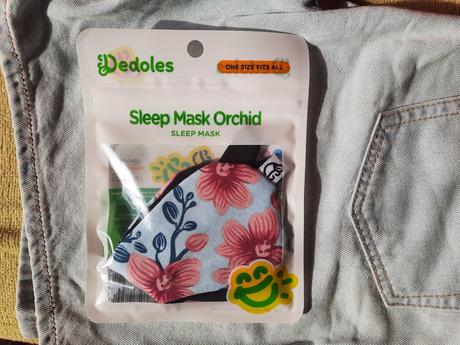 Dedoles
ONE SIZE FITS ALL
Sleep Mask Orchid
SLEEP MASK